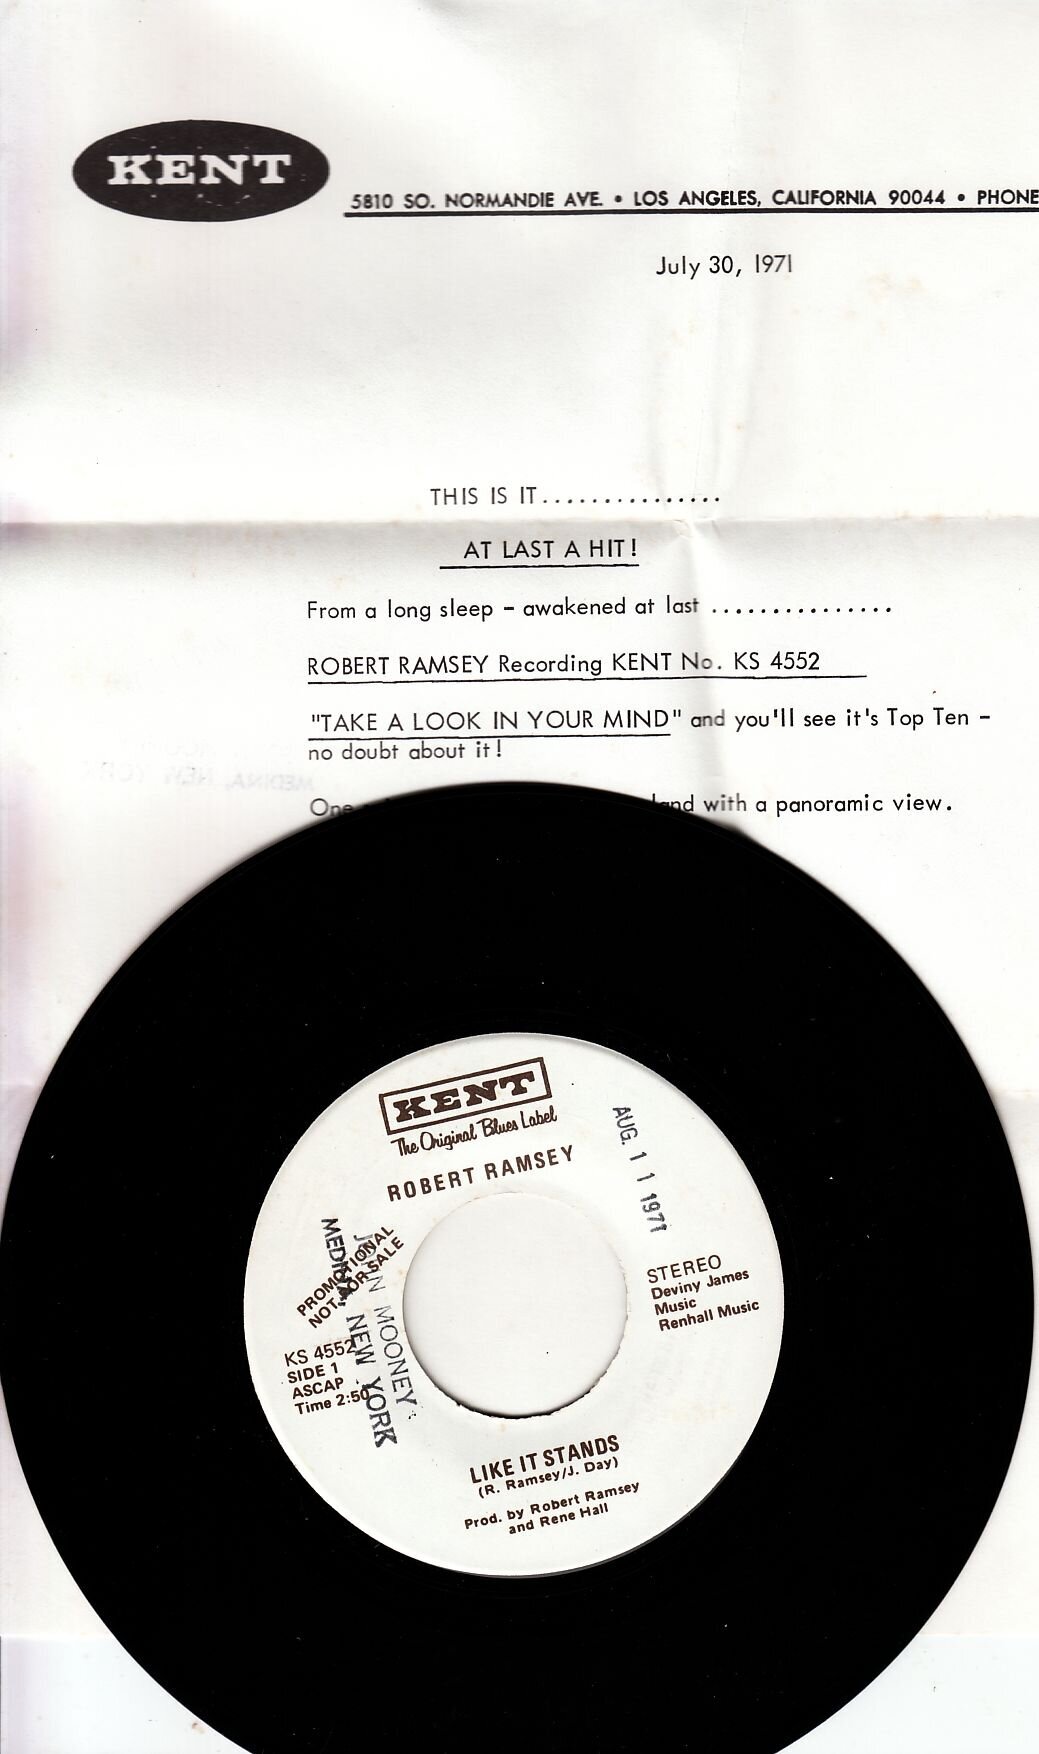 KENT
5810 SO. NORMANDIE AVE. • LOS ANGELES, CALIFORNIA 90044 • PHONE
July 30, 1971
THIS IS IT...............
AT LAST A HIT!
From a long sleep - awakened at last ...............
ROBERT RAMSEY Recording KENT No. KS 4552
"TAKE A LOOK IN YOUR MIND" and you'll see it's Top Ten -
no doubt about it!
with a panoramic view.
KENT
The Original Blues Label
ROBERT RAMSEY
AUG. 11 1971
PROMOTIONAL
NOT FOR SALE
JOHN MOONEY
MEDINA, NEW YORK
KS 4552
SIDE 1
ASCAP
Time 2:50
STEREO
Deviny James
Music
Renhall Music
LIKE IT STANDS
(R. Ramsey/J. Day)
Prod. by Robert Ramsey
and Rene Hall